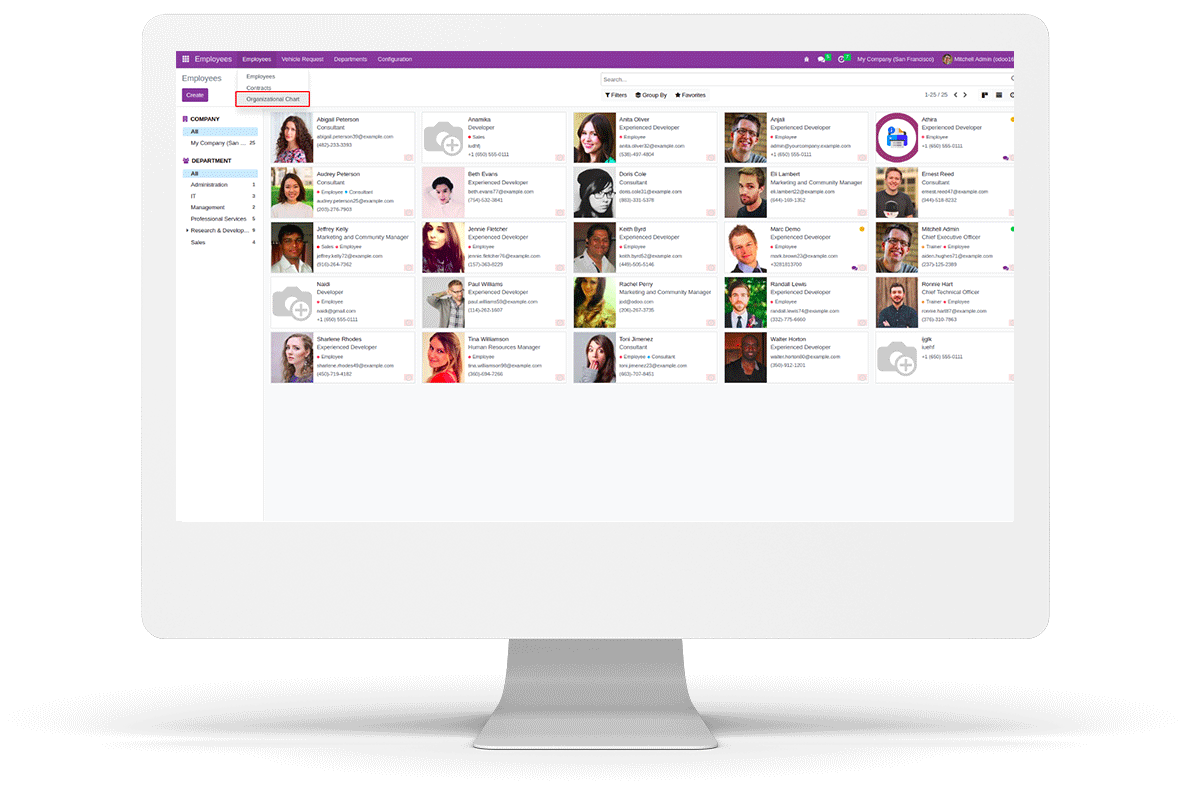 Employees Employees Vehicle Request Departments Configuration My Company (San Francisco) Mitchell Admin (odoo16
Employees
Employees
Contracts
Organizational Chart
Create
Search...
Filters Group By Favorites
1-25 / 25
COMPANY
All
My Company (San ... 25
DEPARTMENT
All
Administration 1
IT 3
Management 2
Professional Services 5
Research & Develop...
Sales 4
Abigail Peterson
Consultant
abigail.peterson39@example.com
(482)-233-3393
Anamika
Developer
Sales
+1 (650) 555-0111
Anita Oliver
Experienced Developer
Employee
anita.oliver32@example.com
(538)-497-4804
Anjali
Experienced Developer
Employee
admin@yourcompany.example.com
+1 (650) 555-0111
Athira
Experienced Developer
Employee
+1 (650) 555-0111
Audrey Peterson
Consultant
Employee Consultant
audrey.peterson25@example.com
(203)-276-7903
Beth Evans
Experienced Developer
beth.evans77@example.com
(754)-532-3841
Doris Cole
Consultant
doris.cole31@example.com
(883)-331-5378
Eli Lambert
Marketing and Community Manager
eli.lambert22@example.com
(644)-169-1352
Ernest Reed
Consultant
ernest.reed47@example.com
(944)-518-8232
Jeffrey Kelly
Marketing and Community Manager
Sales Employee
jeffrey.kelly72@example.com
(916)-264-7362
Jennie Fletcher
Experienced Developer
Employee
jennie.fletcher76@example.com
(157)-363-8229
Keith Byrd
Experienced Developer
Employee
keith.byrd52@example.com
(449)-505-5146
Marc Demo
Experienced Developer
Employee
mark.brown23@example.com
+3281813700
Mitchell Admin
Chief Executive Officer
Trainer Employee
aiden.hughes71@example.com
(237)-125-2389
Naidi
Developer
Employee
naidi@gmail.com
+1 (650) 555-0111
Paul Williams
Experienced Developer
paul.williams59@example.com
(114)-262-1607
Rachel Perry
Marketing and Community Manager
jod@odoo.com
(206)-267-3735
Randall Lewis
Experienced Developer
Employee
randall.lewis74@example.com
(332)-775-6660
Ronnie Hart
Chief Technical Officer
Trainer Employee
ronnie.hart87@example.com
(376)-310-7863
Sharlene Rhodes
Experienced Developer
Employee
sharlene.rhodes49@example.com
(450)-719-4182
Tina Williamson
Human Resources Manager
Employee
tina.williamson98@example.com
(360)-694-7266
Toni Jimenez
Consultant
Employee Consultant
toni.jimenez23@example.com
(663)-707-8451
Walter Horton
Experienced Developer
walter.horton80@example.com
(350)-912-1201
ijglk
iuehf
+1 (650) 555-0111